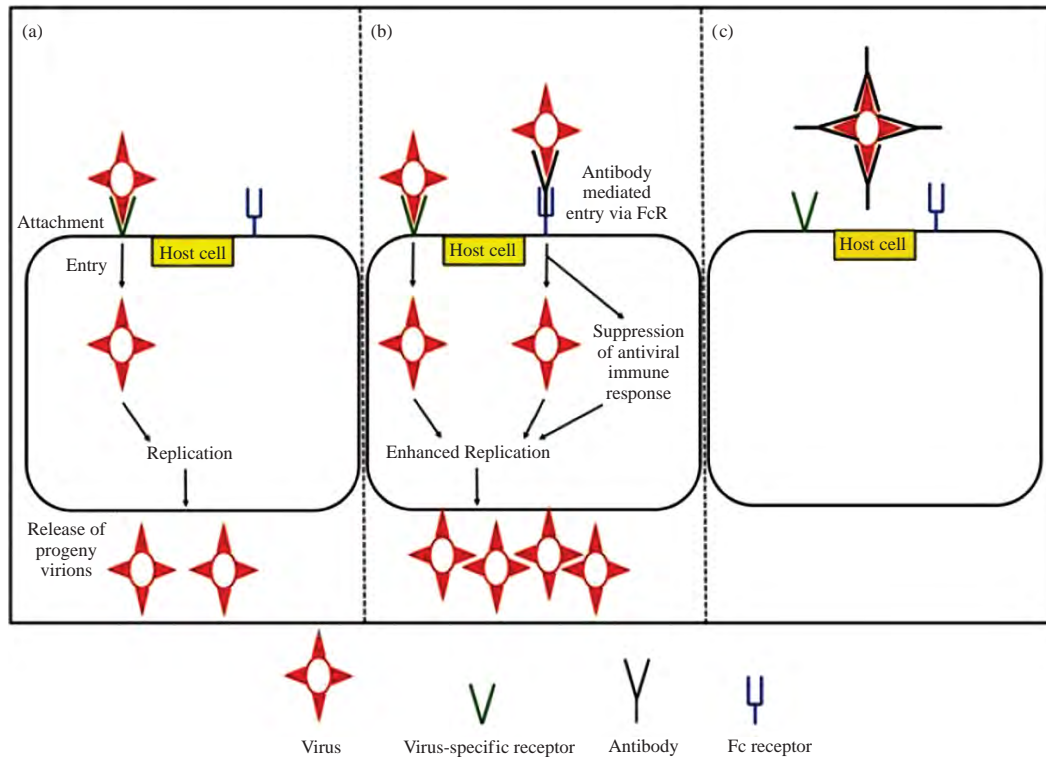 (a)
Attachment
Host cell
Entry
Replication
Release of
progeny
virions
(b)
Antibody
mediated
entry via FcR
Host cell
Suppression
of antiviral
immune
response
Enhanced Replication
(c)
Host cell
Virus
Virus-specific receptor
Antibody
Fc receptor